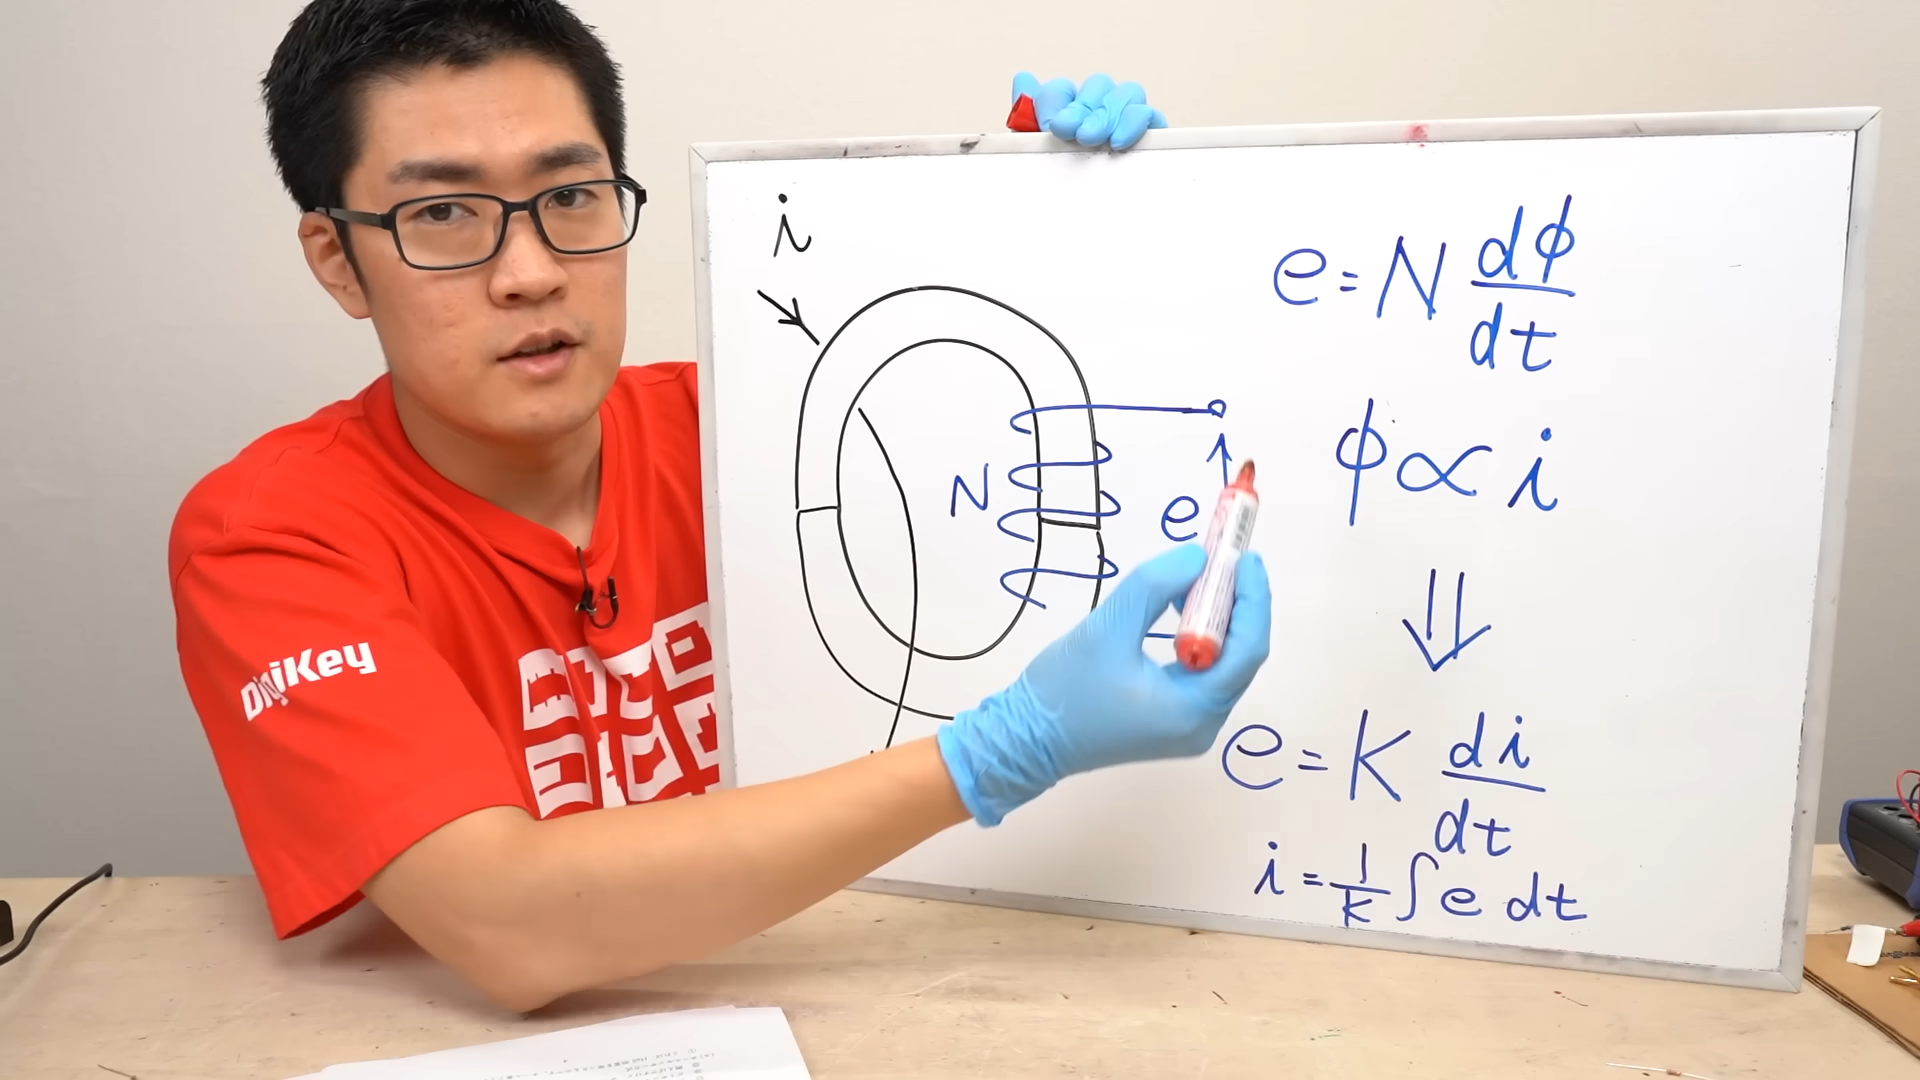 i
e = N dφ/dt
φ ∝ i
N
e
⇓
e = K di/dt
i = 1/K ∫ e dt
DigiKey